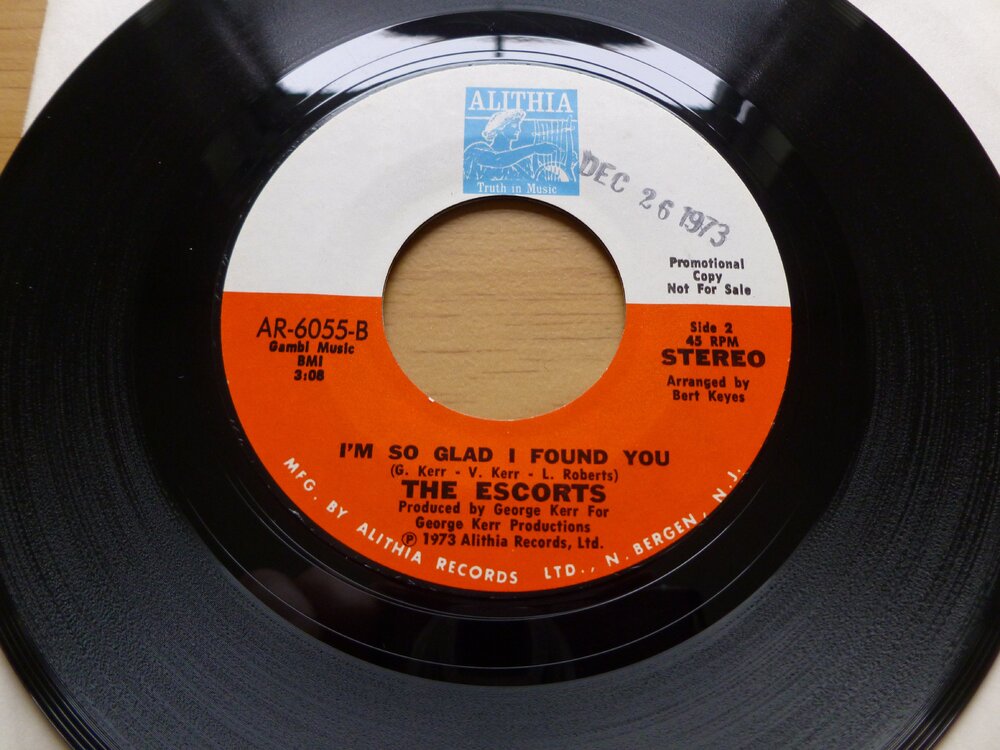 ALITHIA
Truth in Music
DEC 26 1973
Promotional
Copy
Not For Sale
AR-6055-B
Gambi Music
BMI
3:08
Side 2
45 RPM
STEREO
Arranged by
Bert Keyes
I'M SO GLAD I FOUND YOU
(G. Kerr - V. Kerr - L. Roberts)
THE ESCORTS
Produced by George Kerr For
George Kerr Productions
℗ 1973 Alithia Records, Ltd.
MFG. BY ALITHIA RECORDS LTD., N. BERGEN, N.J.